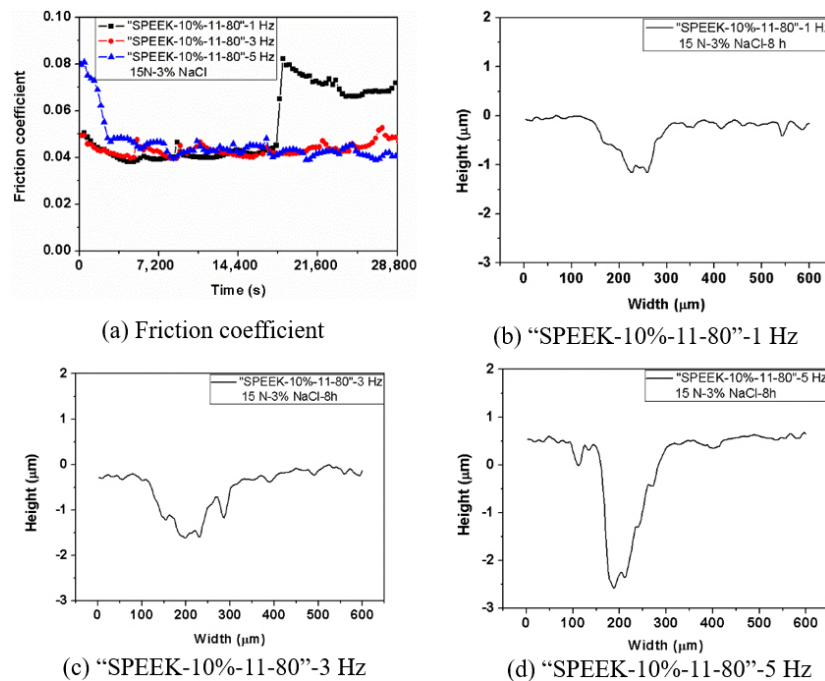 0.10
0.08
0.06
0.04
0.02
0.00
Friction coefficient
"SPEEK-10%-11-80"-1 Hz
"SPEEK-10%-11-80"-3 Hz
"SPEEK-10%-11-80"-5 Hz
15N-3% NaCl
0 7,200 14,400 21,600 28,800
Time (s)
(a) Friction coefficient
2
1
0
-1
-2
-3
Height (μm)
"SPEEK-10%-11-80"-1 Hz
15 N-3% NaCl-8 h
0 100 200 300 400 500 600
Width (μm)
(b) “SPEEK-10%-11-80”-1 Hz
2
1
0
-1
-2
-3
Height (μm)
"SPEEK-10%-11-80"-3 Hz
15 N-3% NaCl-8h
0 100 200 300 400 500 600
Width (μm)
(c) “SPEEK-10%-11-80”-3 Hz
2
1
0
-1
-2
-3
Height (μm)
"SPEEK-10%-11-80"-5 Hz
15 N-3% NaCl-8h
0 100 200 300 400 500 600
Width (μm)
(d) “SPEEK-10%-11-80”-5 Hz